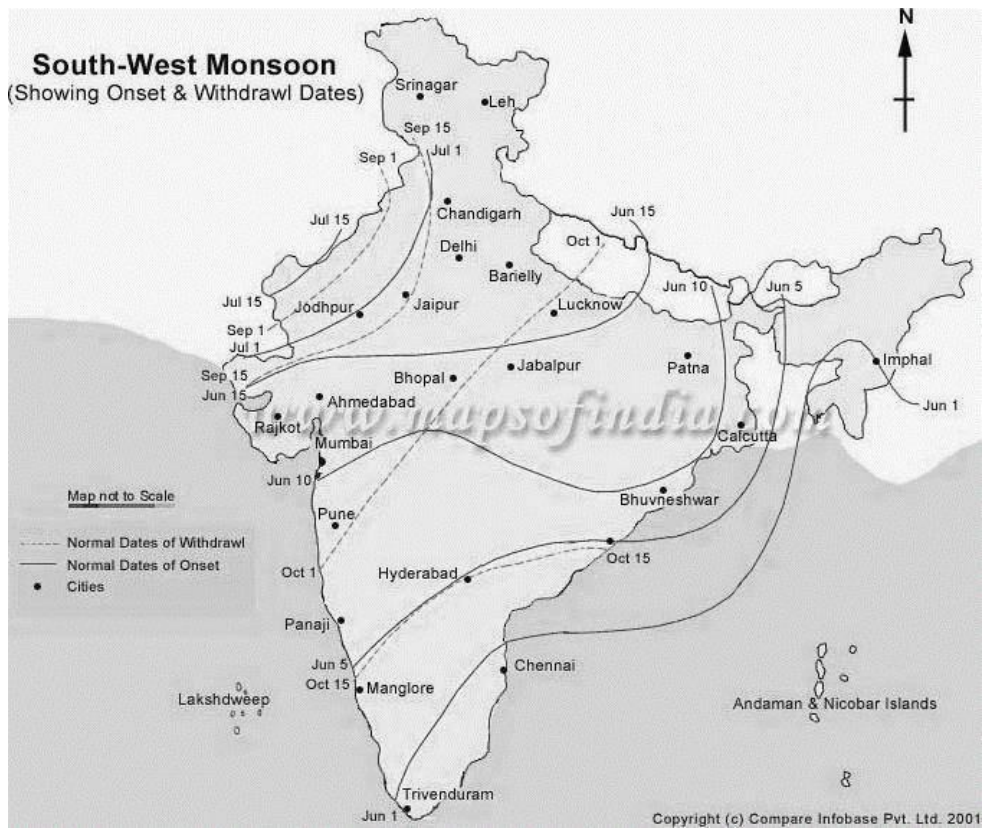 N
South-West Monsoon
(Showing Onset & Withdrawl Dates)
Srinagar
Leh
Sep 15
Jul 1
Sep 1
Chandigarh
Jul 15
Jun 15
Delhi
Oct 1
Barielly
Jun 10
Jun 5
Jul 15
Jodhpur
Jaipur
Lucknow
Sep 1
Jul 1
Imphal
Patna
Jabalpur
Sep 15
Bhopal
Jun 15
Ahmedabad
Jun 1
www.mapsofindia.com
Rajkot
Calcutta
Mumbai
Jun 10
Map not to Scale
Bhuvneshwar
Pune
Normal Dates of Withdrawl
Oct 15
Normal Dates of Onset
Oct 1
Hyderabad
Cities
Panaji
Jun 5
Chennai
Oct 15
Manglore
Lakshdweep
Andaman & Nicobar Islands
Trivenduram
Jun 1
Copyright (c) Compare Infobase Pvt. Ltd. 2001